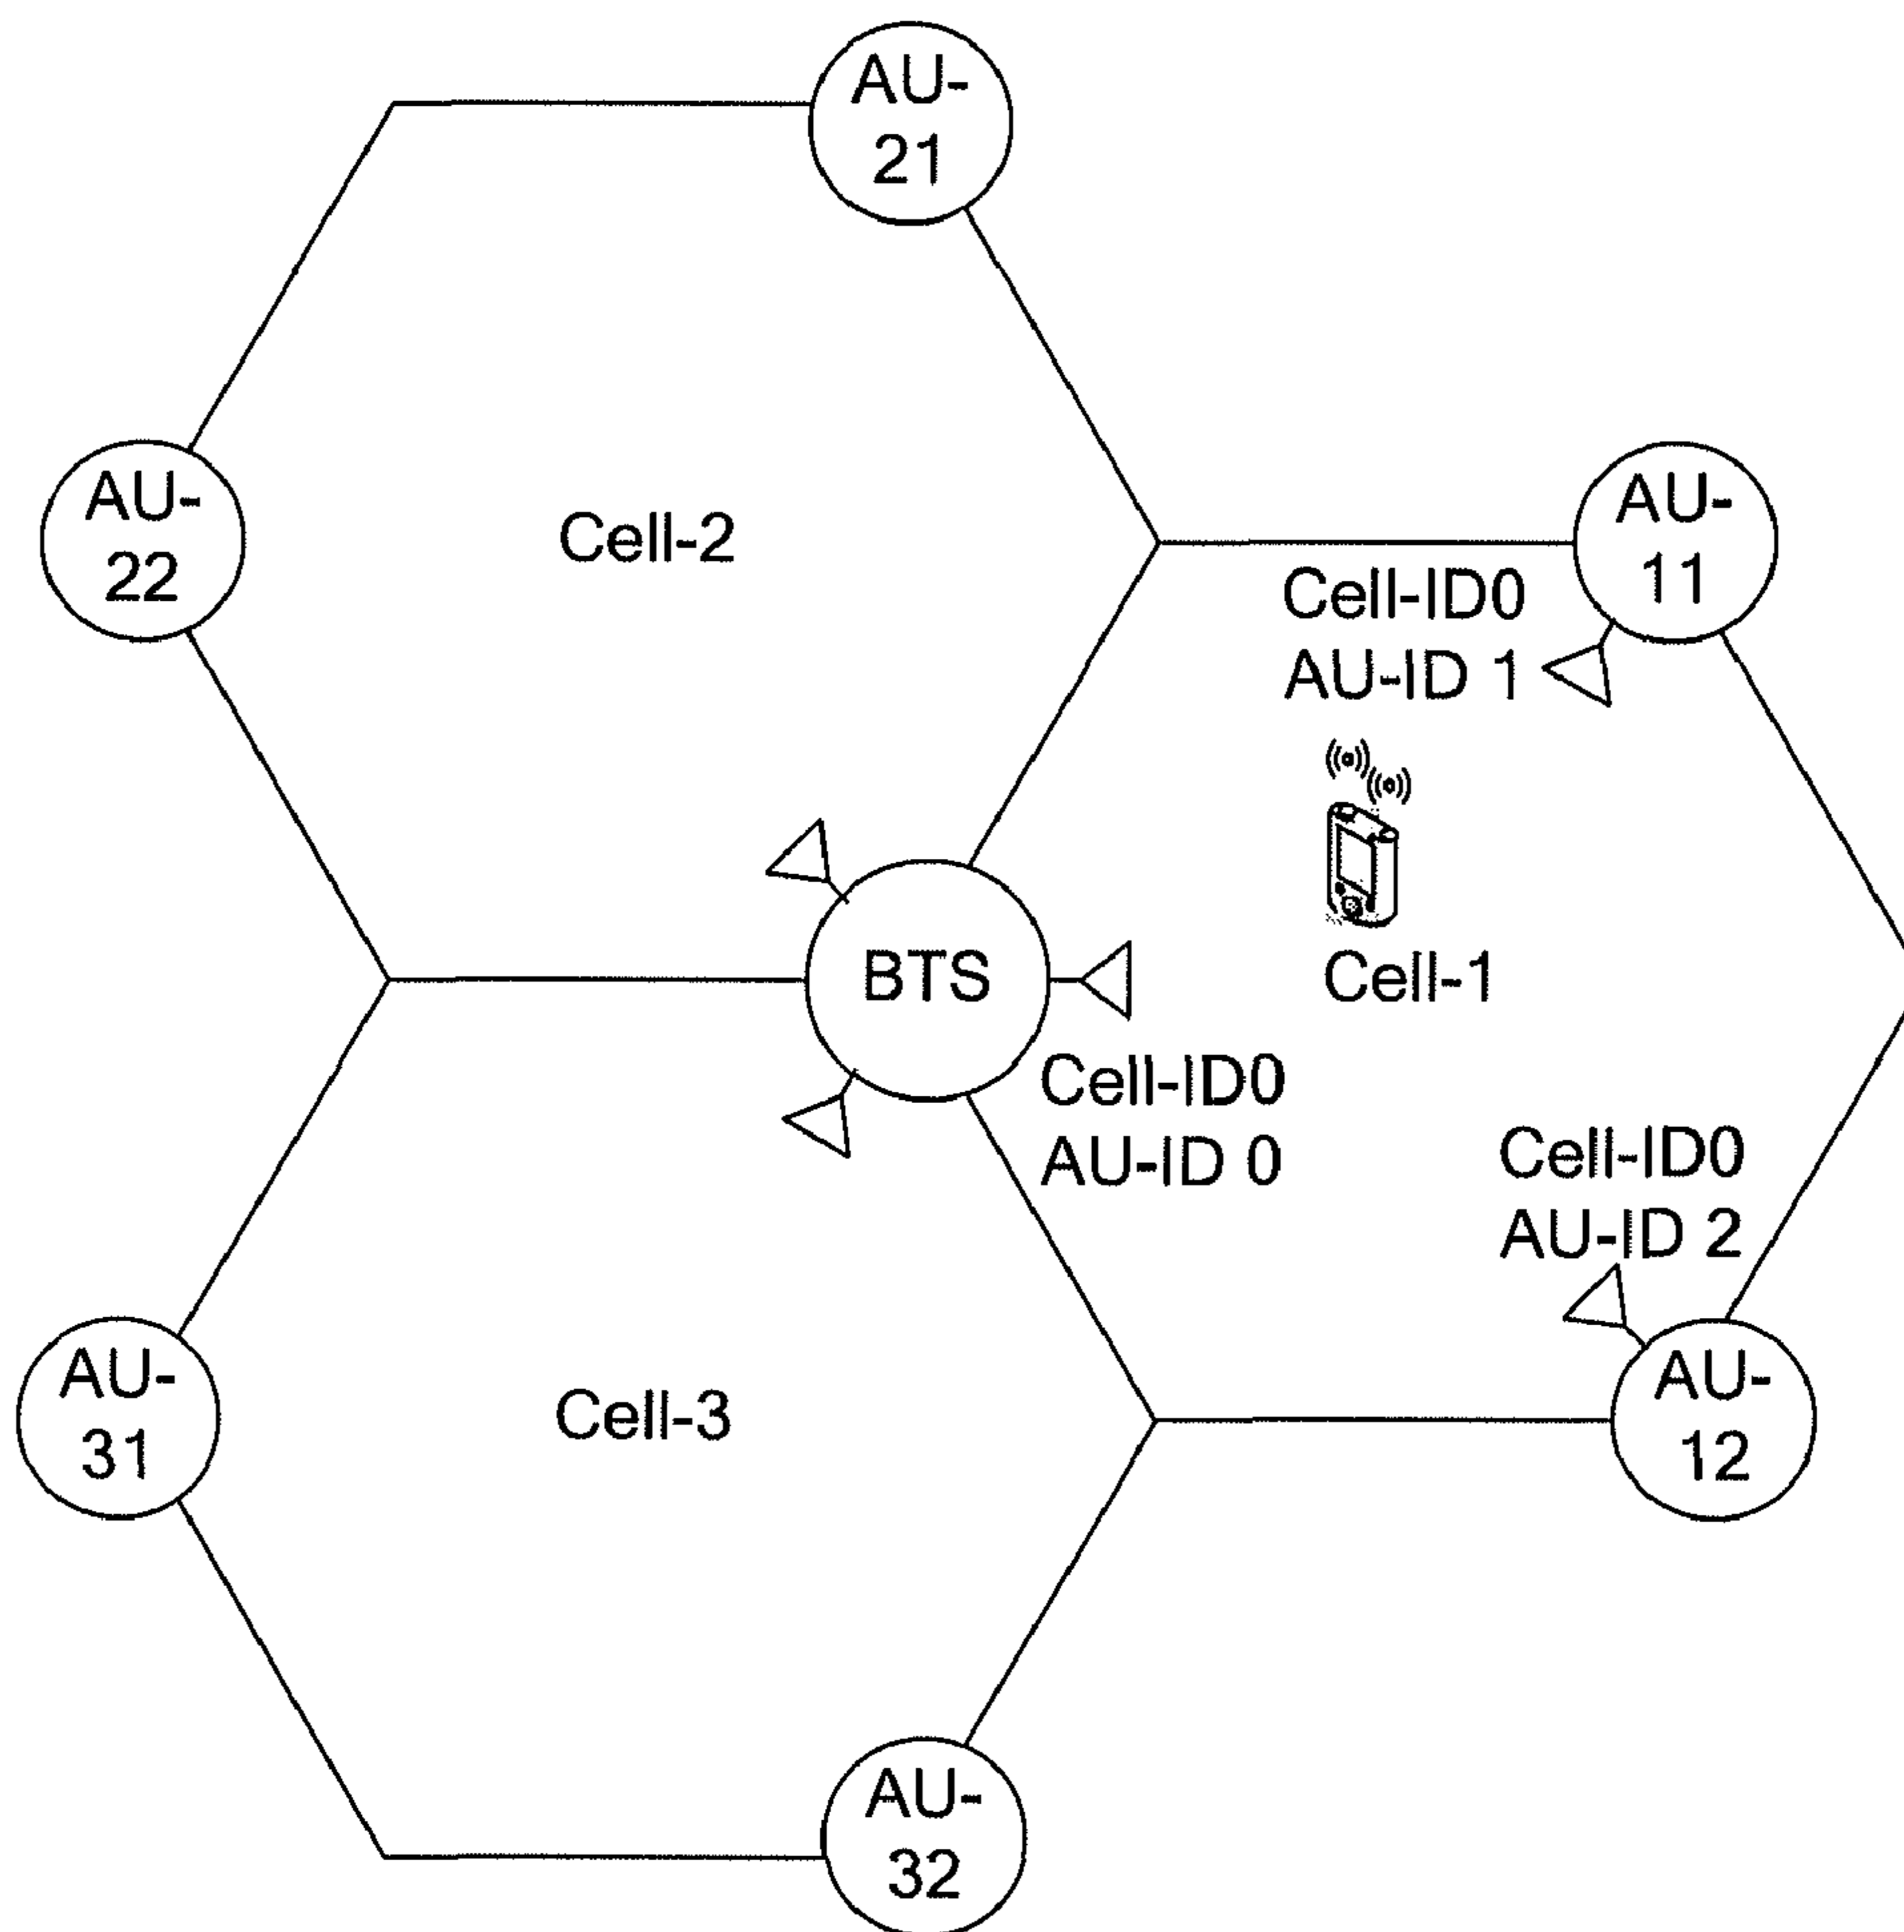 AU-
21
AU-
22
Cell-2
AU-
11
Cell-ID0
AU-ID 1
BTS
Cell-1
Cell-ID0
AU-ID 0
Cell-ID0
AU-ID 2
AU-
31
Cell-3
AU-
12
AU-
32